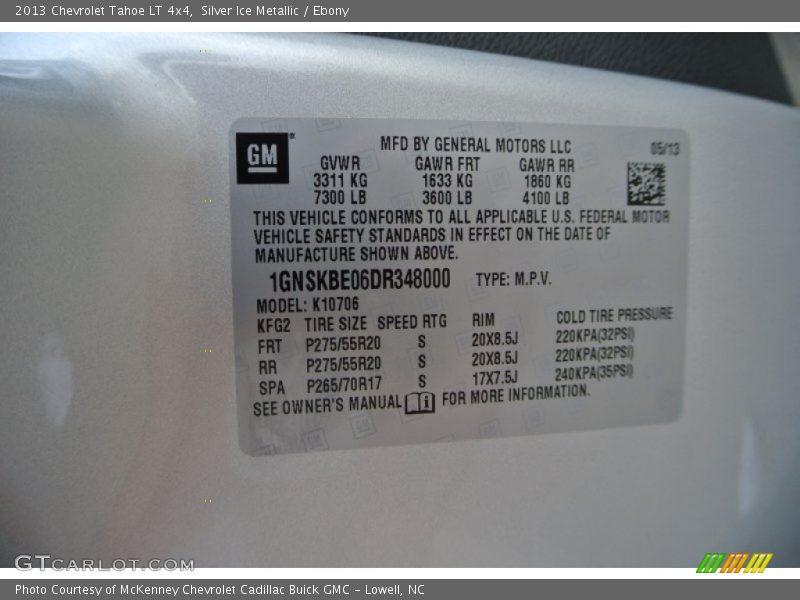 2013 Chevrolet Tahoe LT 4x4, Silver Ice Metallic / Ebony
GM®
MFD BY GENERAL MOTORS LLC 05/13
GVWR GAWR FRT GAWR RR
3311 KG 1633 KG 1860 KG
7300 LB 3600 LB 4100 LB
THIS VEHICLE CONFORMS TO ALL APPLICABLE U.S. FEDERAL MOTOR
VEHICLE SAFETY STANDARDS IN EFFECT ON THE DATE OF
MANUFACTURE SHOWN ABOVE.
1GNSKBE06DR348000 TYPE: M.P.V.
MODEL: K10706
KFG2 TIRE SIZE SPEED RTG RIM COLD TIRE PRESSURE
FRT P275/55R20 S 20X8.5J 220KPA(32PSI)
RR P275/55R20 S 20X8.5J 220KPA(32PSI)
SPA P265/70R17 S 17X7.5J 240KPA(35PSI)
SEE OWNER'S MANUAL FOR MORE INFORMATION.
GTCARLOT.COM
Photo Courtesy of McKenney Chevrolet Cadillac Buick GMC - Lowell, NC